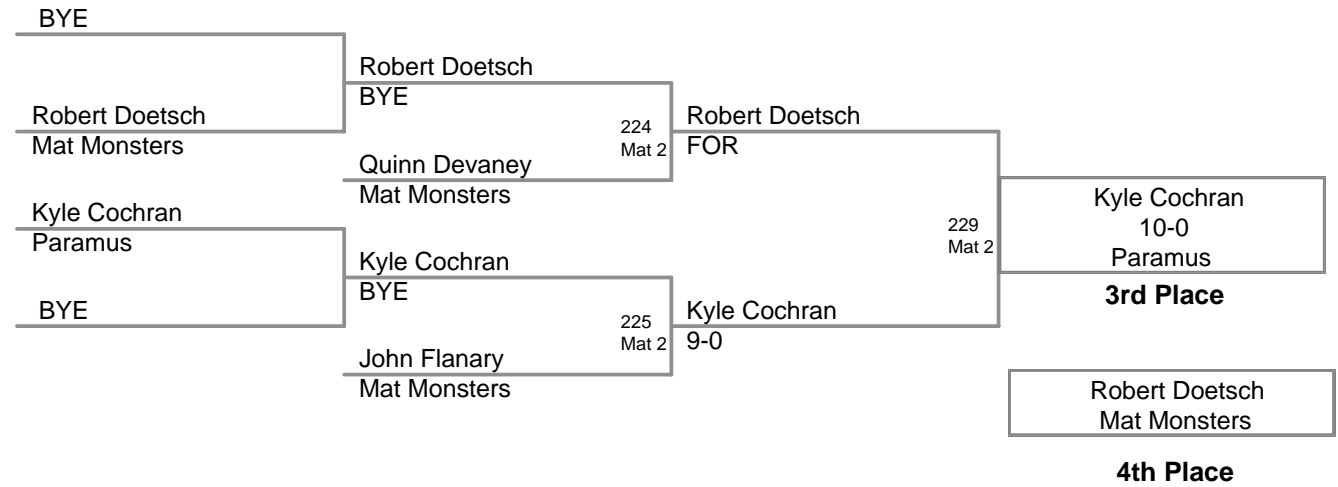 BYE
Robert Doetsch
Mat Monsters
Kyle Cochran
Paramus
BYE
Robert Doetsch
BYE
Quinn Devaney
Mat Monsters
Kyle Cochran
BYE
John Flanary
Mat Monsters
224
Mat 2
225
Mat 2
Robert Doetsch
FOR
Kyle Cochran
9-0
229
Mat 2
Kyle Cochran
10-0
Paramus
3rd Place
Robert Doetsch
Mat Monsters
4th Place